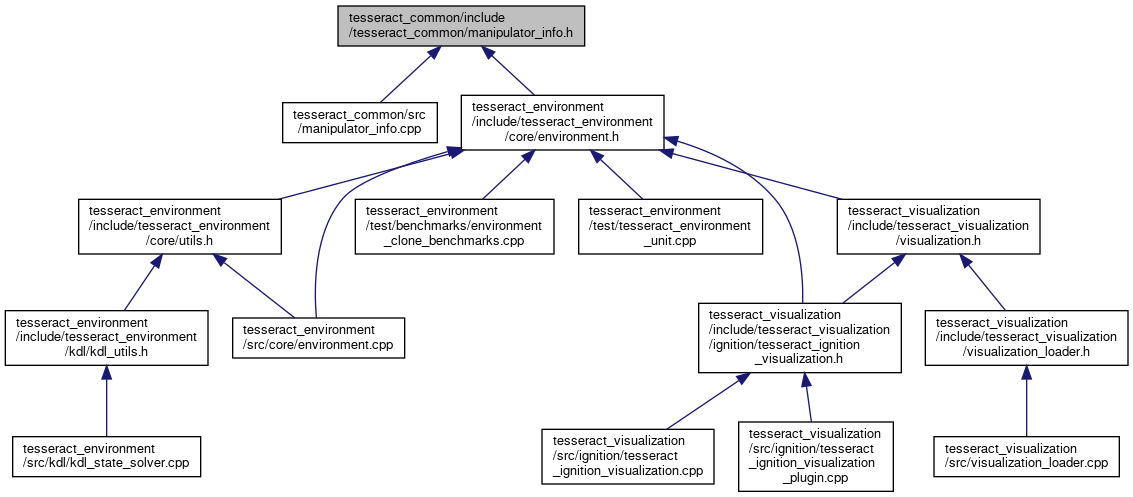 tesseract_common/include
/tesseract_common/manipulator_info.h
tesseract_common/src
/manipulator_info.cpp
tesseract_environment
/include/tesseract_environment
/core/environment.h
tesseract_environment
/include/tesseract_environment
/core/utils.h
tesseract_environment
/test/benchmarks/environment
_clone_benchmarks.cpp
tesseract_environment
/test/tesseract_environment
_unit.cpp
tesseract_visualization
/include/tesseract_visualization
/visualization.h
tesseract_environment
/include/tesseract_environment
/kdl/kdl_utils.h
tesseract_environment
/src/core/environment.cpp
tesseract_visualization
/include/tesseract_visualization
/ignition/tesseract_ignition
_visualization.h
tesseract_visualization
/include/tesseract_visualization
/visualization_loader.h
tesseract_environment
/src/kdl/kdl_state_solver.cpp
tesseract_visualization
/src/ignition/tesseract
_ignition_visualization.cpp
tesseract_visualization
/src/ignition/tesseract
_ignition_visualization
_plugin.cpp
tesseract_visualization
/src/visualization_loader.cpp